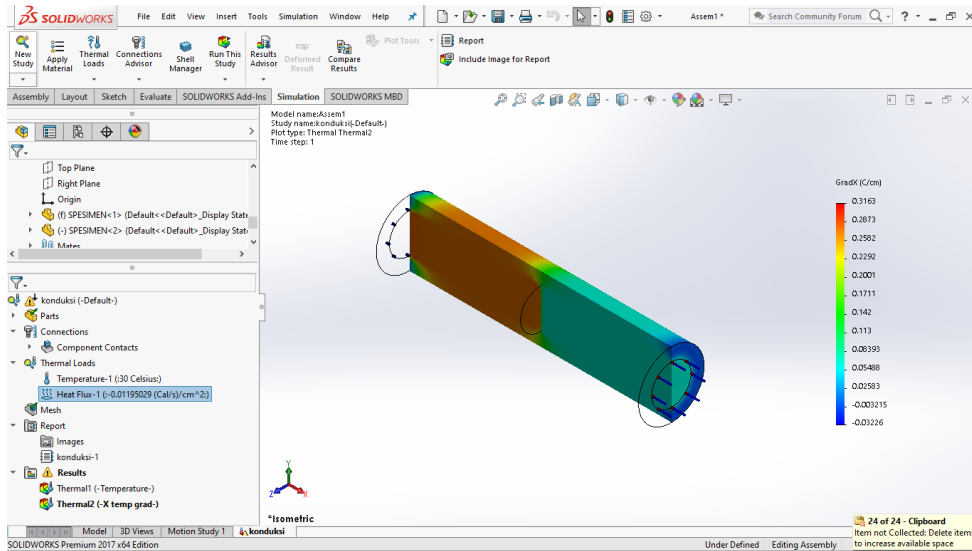 SOLIDWORKS File Edit View Insert Tools Simulation Window Help Assem1 * Search Community Forum ?
New Study
Apply Material
Thermal Loads
Connections Advisor
Shell Manager
Run This Study
Results Advisor
Deformed Result
Compare Results
Plot Tools
Report
Include Image for Report
Assembly Layout Sketch Evaluate SOLIDWORKS Add-Ins Simulation SOLIDWORKS MBD
Model name:Assem1
Study name:konduksi(-Default-)
Plot type: Thermal Thermal2
Time step: 1
Top Plane
Right Plane
Origin
(f) SPESIMEN<1> (Default<<Default>_Display State
(-) SPESIMEN<2> (Default<<Default>_Display State
Mates
konduksi (-Default-)
Parts
Connections
Component Contacts
Thermal Loads
Temperature-1 (:30 Celsius:)
Heat Flux-1 (:-0.01195029 (Cal/s)/cm^2:)
Mesh
Report
Images
konduksi-1
Results
Thermal1 (-Temperature-)
Thermal2 (-X temp grad-)
GradX (C/cm)
0.3163
0.2873
0.2582
0.2292
0.2001
0.1711
0.142
0.113
0.08393
0.05488
0.02583
-0.003215
-0.03226
Y
Z
X
*Isometric
Model 3D Views Motion Study 1 konduksi
SOLIDWORKS Premium 2017 x64 Edition
Under Defined Editing Assembly
24 of 24 - Clipboard
Item not Collected: Delete item
to increase available space